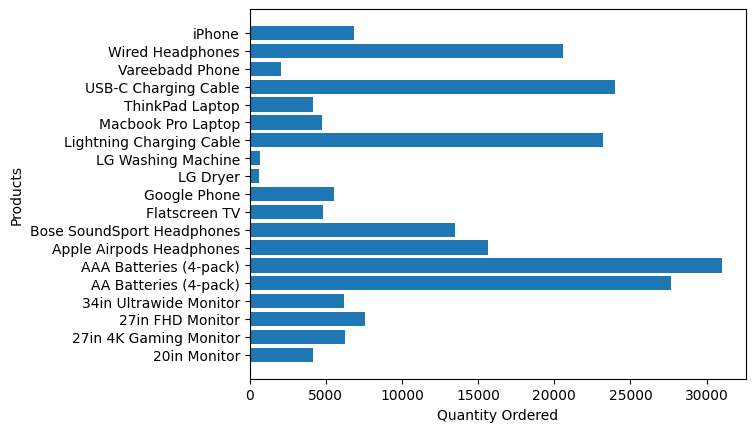 iPhone
Wired Headphones
Vareebadd Phone
USB-C Charging Cable
ThinkPad Laptop
Macbook Pro Laptop
Lightning Charging Cable
LG Washing Machine
LG Dryer
Google Phone
Flatscreen TV
Bose SoundSport Headphones
Apple Airpods Headphones
AAA Batteries (4-pack)
AA Batteries (4-pack)
34in Ultrawide Monitor
27in FHD Monitor
27in 4K Gaming Monitor
20in Monitor
Products
0 5000 10000 15000 20000 25000 30000
Quantity Ordered